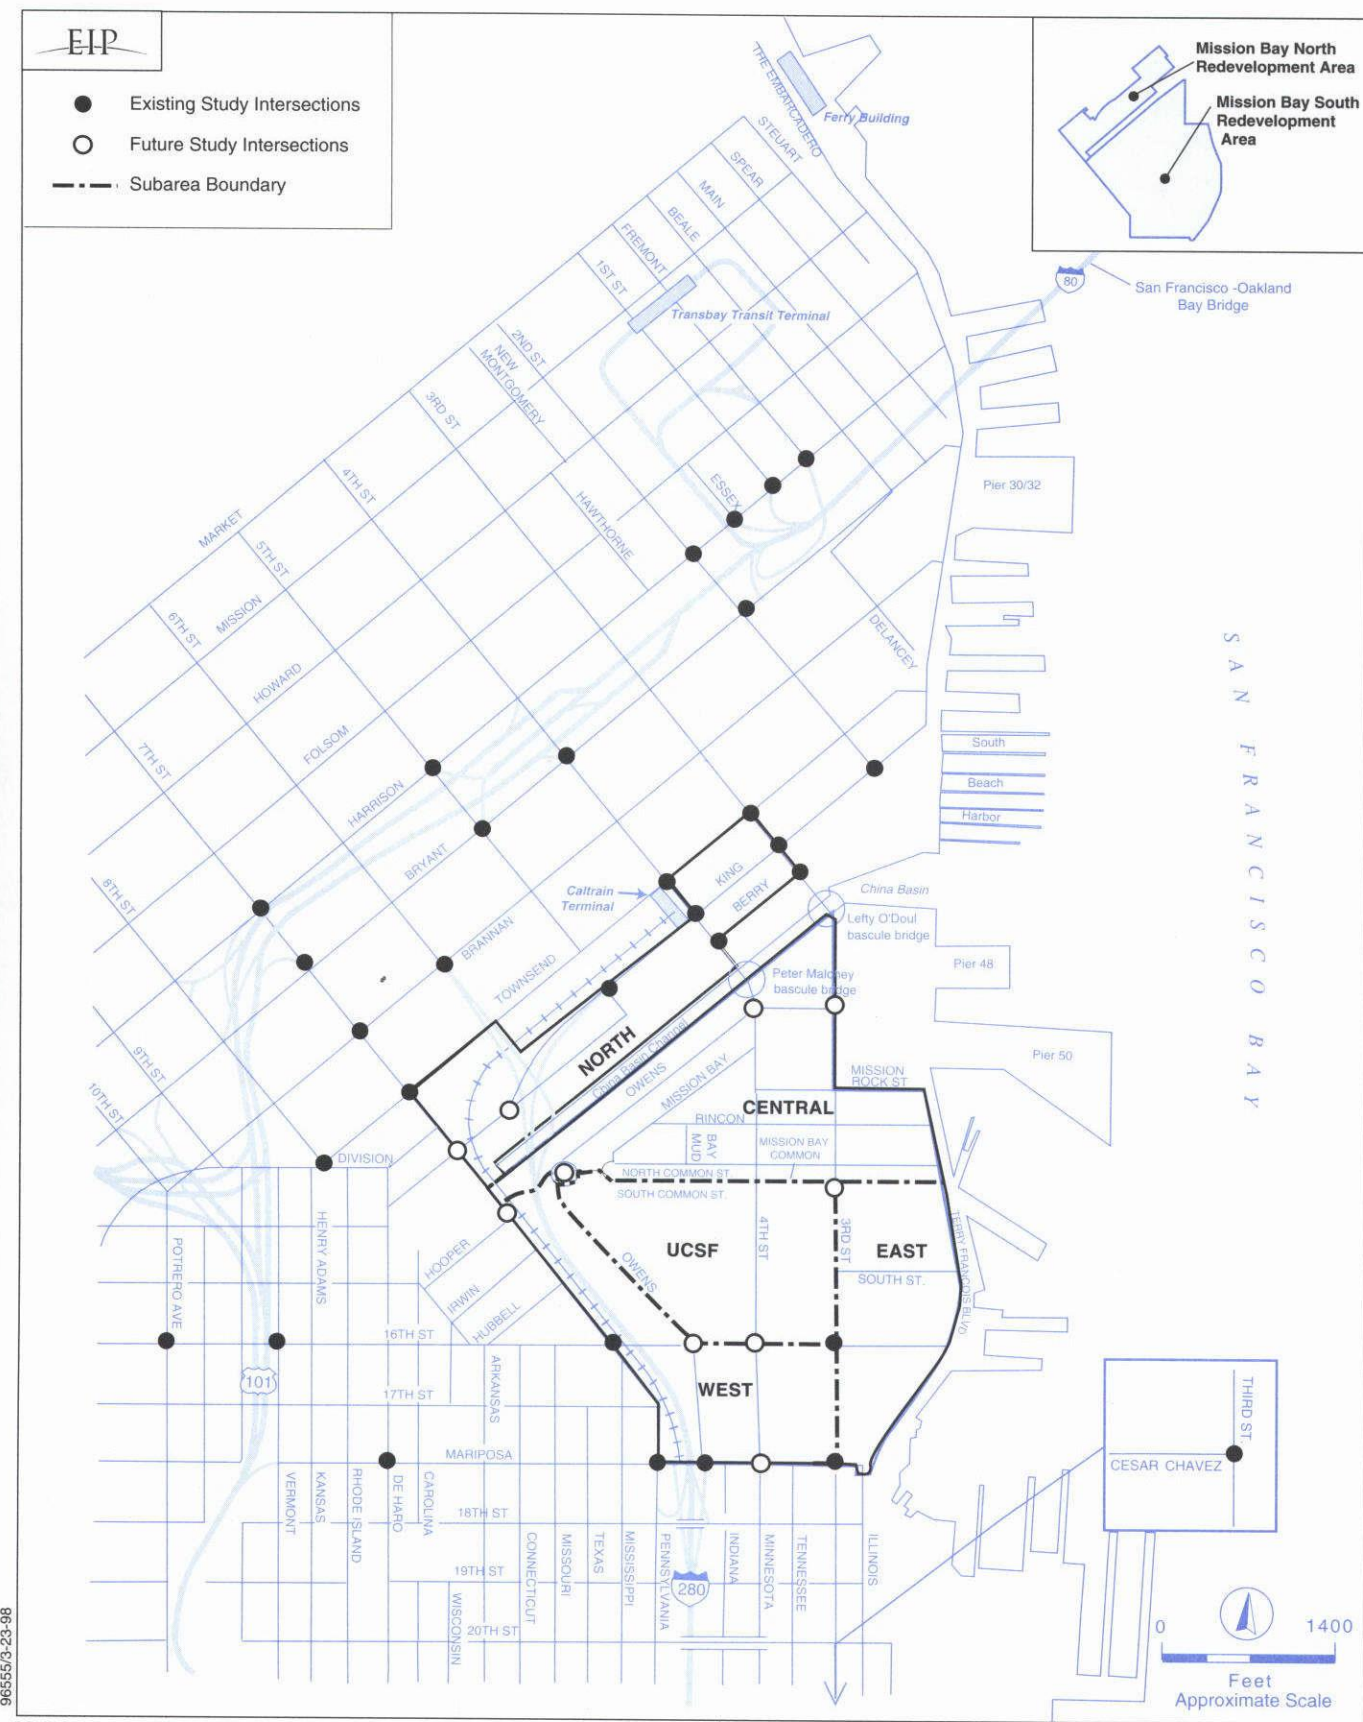 EIP
Existing Study Intersections
Future Study Intersections
Subarea Boundary
Mission Bay North
Redevelopment Area
Mission Bay South
Redevelopment
Area
THE EMBARCADERO
Ferry Building
STEUART
SPEAR
MAIN
BEALE
FREMONT
1ST ST
Transbay Transit Terminal
80
San Francisco -Oakland
Bay Bridge
2ND ST
NEW
MONTGOMERY
3RD ST
4TH ST
ESSEX
HAWTHORNE
Pier 30/32
MARKET
5TH ST
6TH ST
MISSION
HOWARD
FOLSOM
7TH ST
HARRISON
BRYANT
8TH ST
BRANNAN
TOWNSEND
DELANCEY
South
Beach
Harbor
SAN FRANCISCO BAY
KING
BERRY
Caltrain
Terminal
China Basin
Lefty O'Doul
bascule bridge
Pier 48
Peter Maloney
bascule bridge
9TH ST
10TH ST
NORTH
China Basin Channel
OWENS
MISSION BAY
Pier 50
MISSION
ROCK ST
CENTRAL
RINCON
BAY
MUD
MISSION BAY
COMMON
NORTH COMMON ST.
SOUTH COMMON ST.
DIVISION
HENRY ADAMS
POTRERO AVE
HOOPER
IRWIN
HUBBELL
OWENS
UCSF
4TH ST
3RD ST
EAST
SOUTH ST.
TERRY FRANCOIS BLVD.
16TH ST
101
17TH ST
ARKANSAS
WEST
MARIPOSA
VERMONT
KANSAS
RHODE ISLAND
DE HARO
CAROLINA
18TH ST
CONNECTICUT
MISSOURI
TEXAS
MISSISSIPPI
PENNSYLVANIA
INDIANA
MINNESOTA
TENNESSEE
ILLINOIS
19TH ST
WISCONSIN
20TH ST
280
THIRD ST.
CESAR CHAVEZ
0 1400
Feet
Approximate Scale
96555/3-23-98